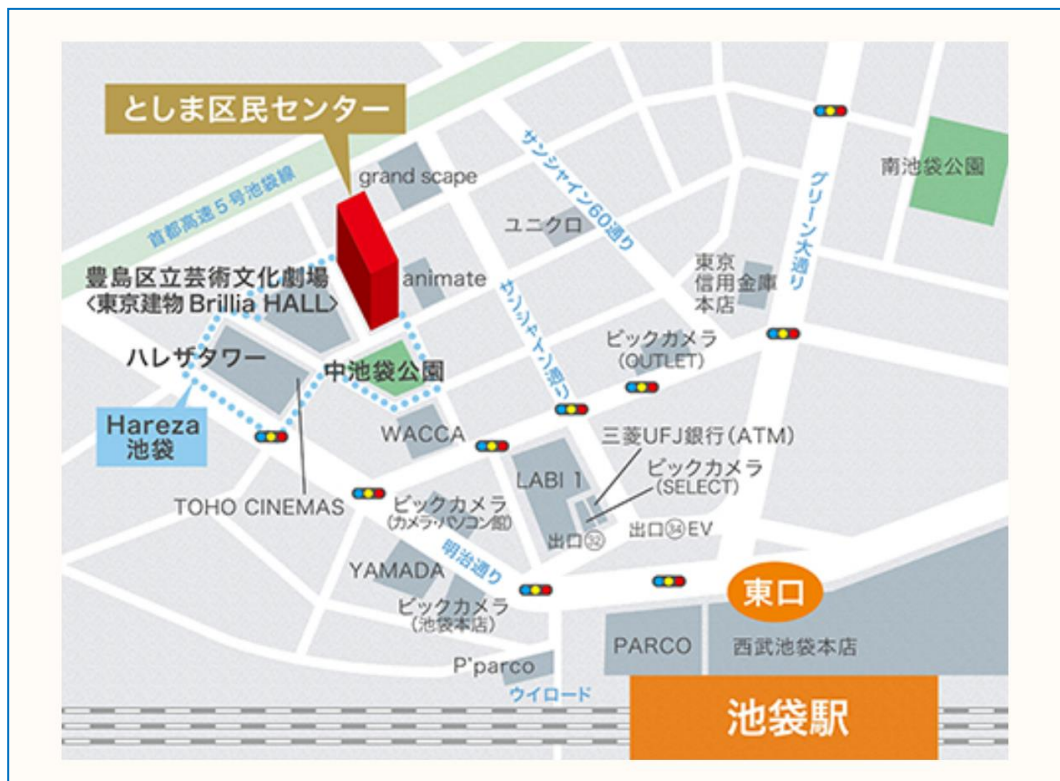 としま区民センター
grand scape
首都高速5号池袋線
サンシャイン60通り
グリーン大通り
南池袋公園
ユニクロ
豊島区立芸術文化劇場
〈東京建物 Brillia HALL〉
animate
サンシャイン通り
東京
信用金庫
本店
ハレザタワー
中池袋公園
ビックカメラ
(OUTLET)
Hareza
池袋
WACCA
三菱UFJ銀行(ATM)
LABI 1
ビックカメラ
(SELECT)
TOHO CINEMAS
ビックカメラ
(カメラ・パソコン館)
出口㉜
出口㉞EV
明治通り
YAMADA
ビックカメラ
(池袋本店)
東口
PARCO
西武池袋本店
P'parco
ウイロード
池袋駅